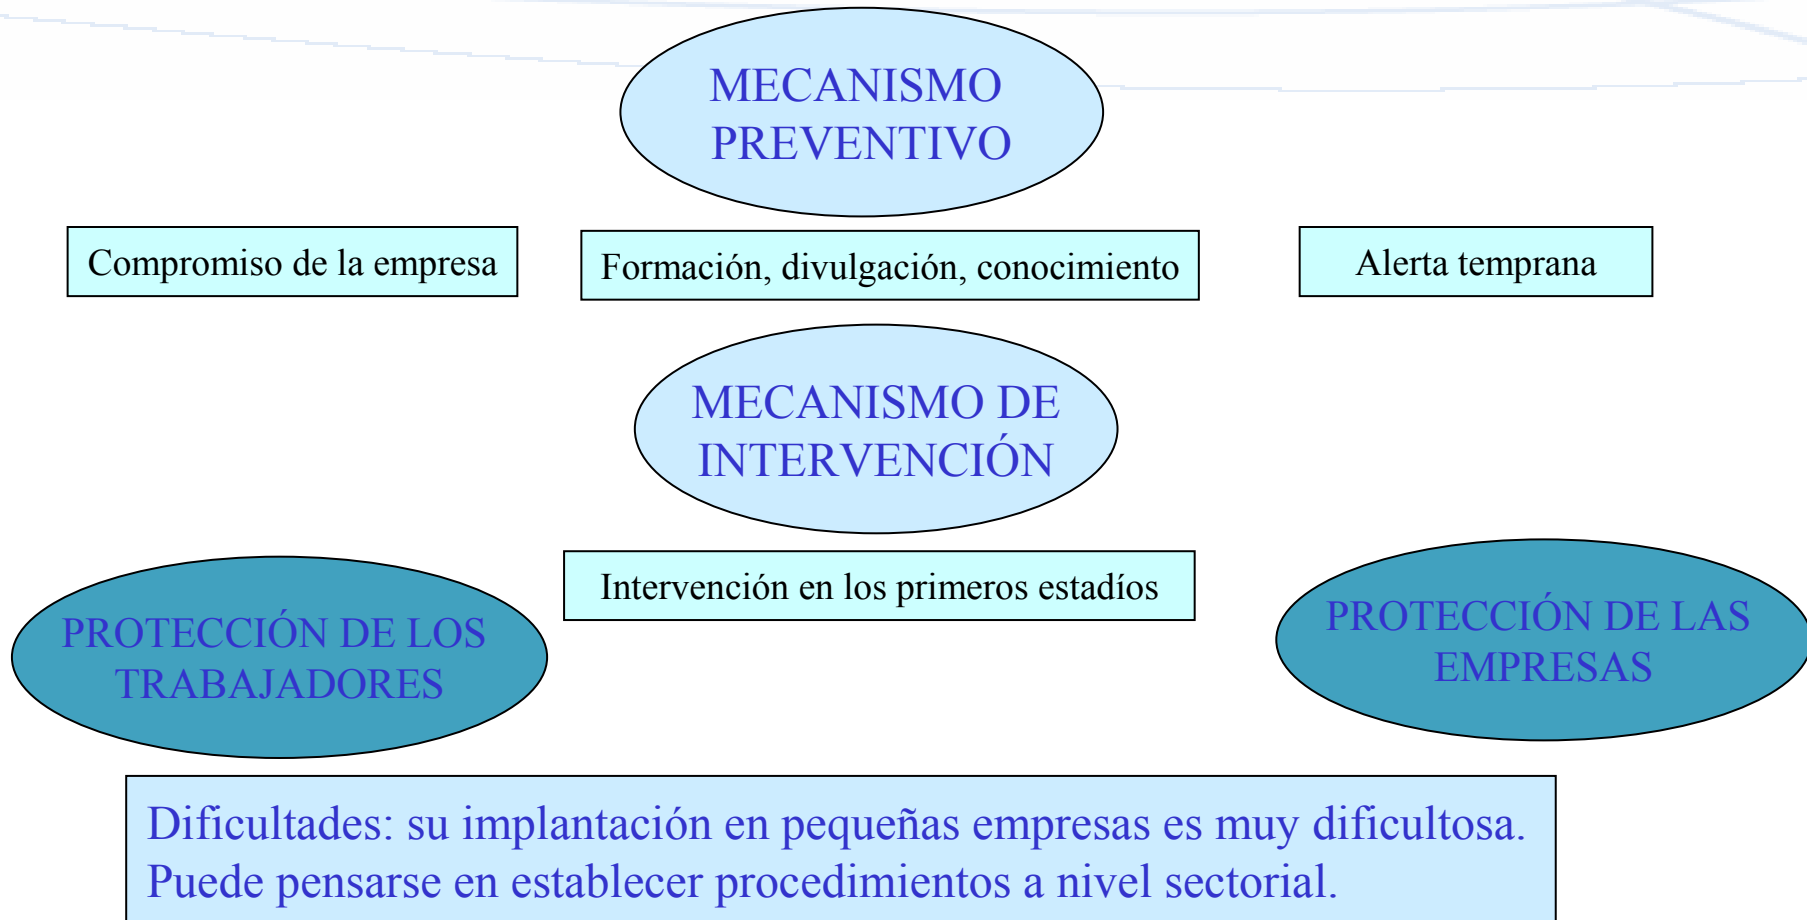 MECANISMO
PREVENTIVO
Compromiso de la empresa
Formación, divulgación, conocimiento
Alerta temprana
MECANISMO DE
INTERVENCIÓN
Intervención en los primeros estadíos
PROTECCIÓN DE LOS
TRABAJADORES
PROTECCIÓN DE LAS
EMPRESAS
Dificultades: su implantación en pequeñas empresas es muy dificultosa.
Puede pensarse en establecer procedimientos a nivel sectorial.